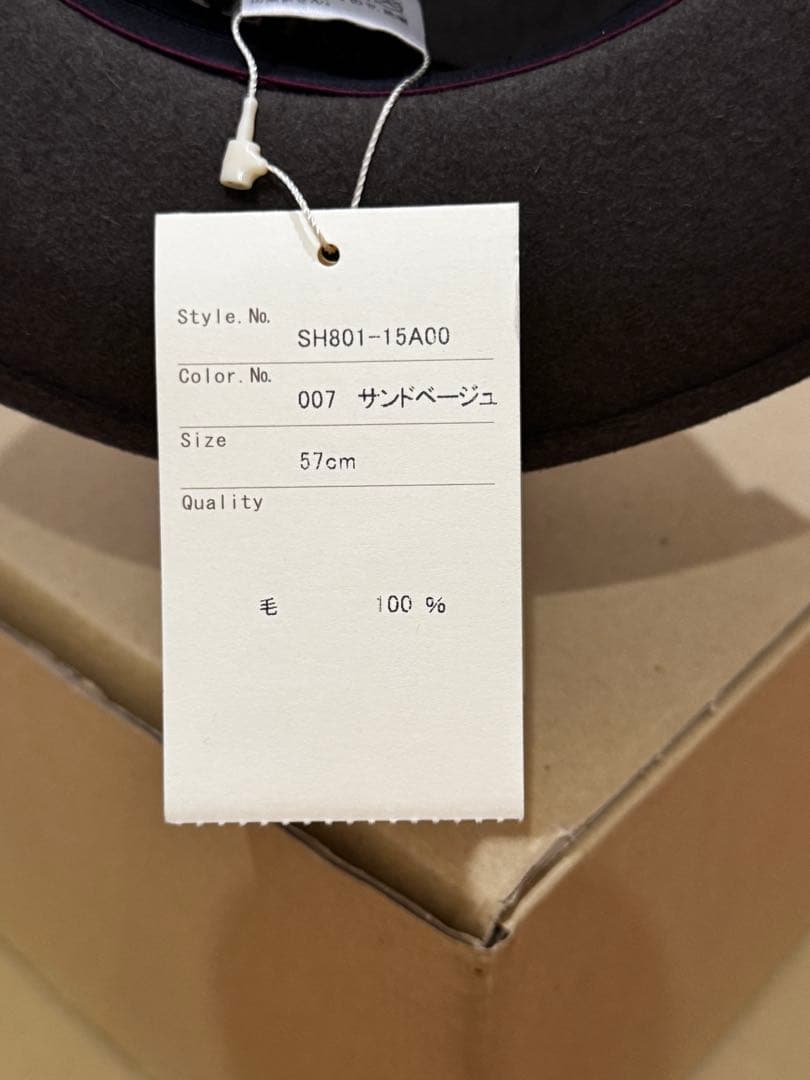 Style. No.
SH801-15A00
Color. No.
007 サンドベージュ
Size
57cm
Quality
毛 100 %